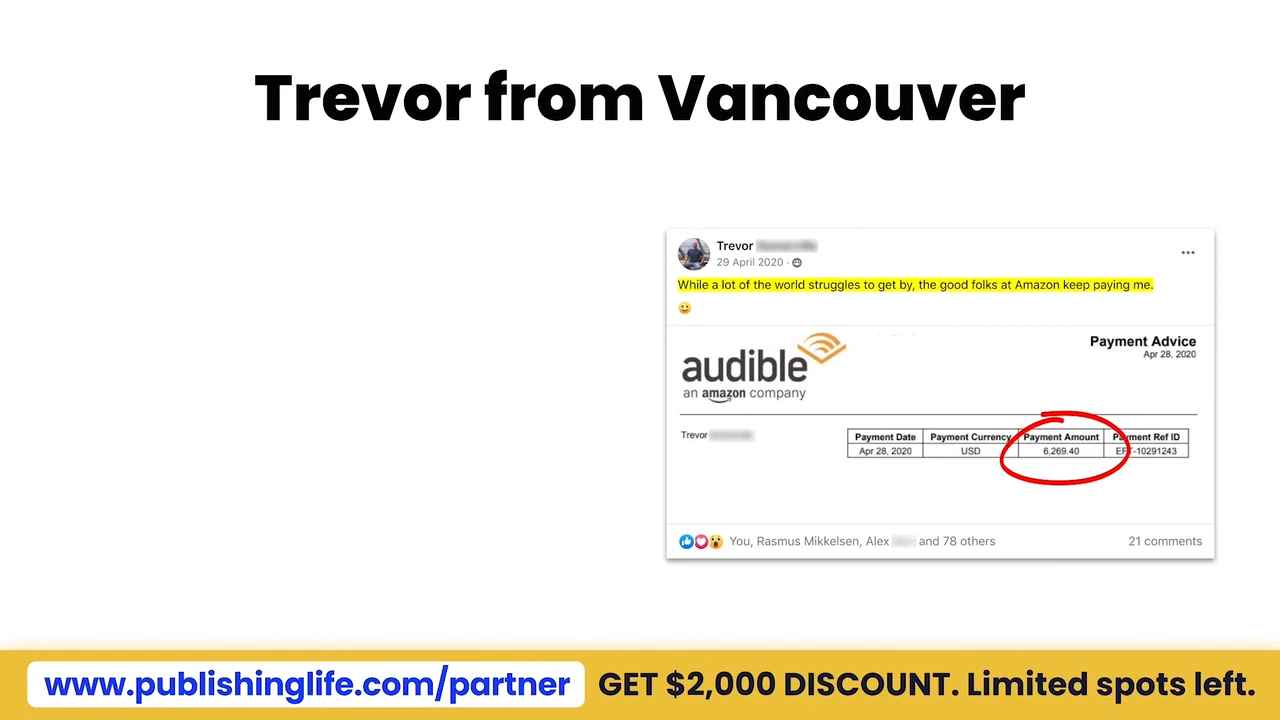 Trevor from Vancouver
Trevor
29 April 2020 ·
While a lot of the world struggles to get by, the good folks at Amazon keep paying me.
audible
an amazon company
Payment Advice
Apr 28, 2020
Trevor
Payment Date Payment Currency Payment Amount Payment Ref ID
Apr 28, 2020 USD 6,269.40 EFT-10291243
You, Rasmus Mikkelsen, Alex and 78 others 21 comments
www.publishinglife.com/partner GET $2,000 DISCOUNT. Limited spots left.